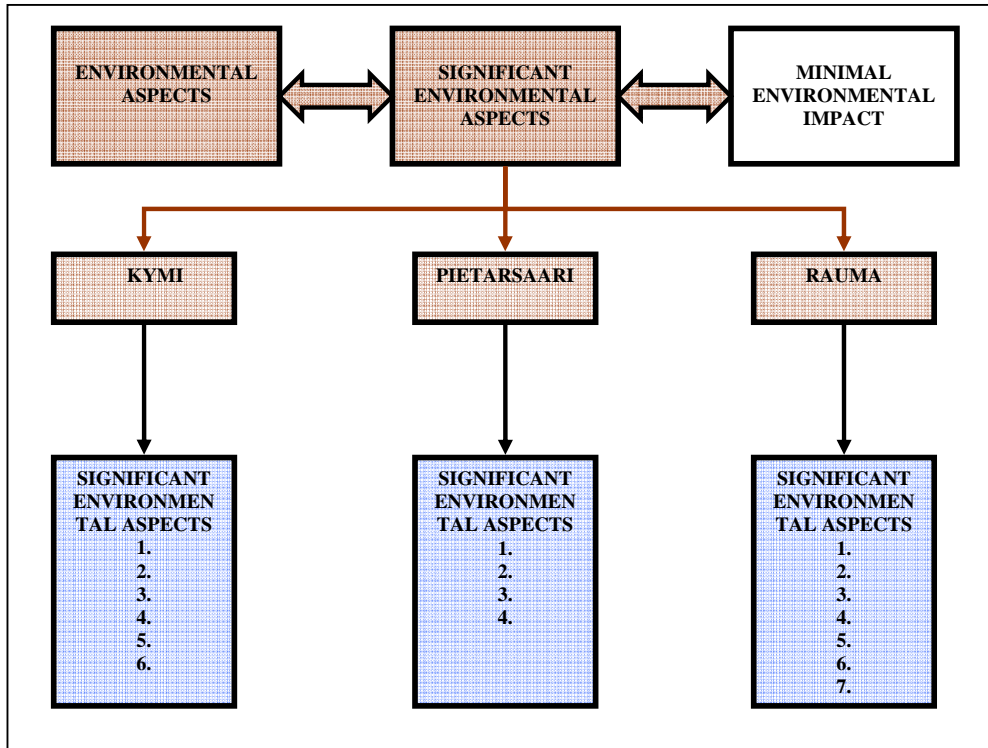 ENVIRONMENTAL
ASPECTS
SIGNIFICANT
ENVIRONMENTAL
ASPECTS
MINIMAL
ENVIRONMENTAL
IMPACT
KYMI
PIETARSAARI
RAUMA
SIGNIFICANT
ENVIRONMEN
TAL ASPECTS
1.
2.
3.
4.
5.
6.
SIGNIFICANT
ENVIRONMEN
TAL ASPECTS
1.
2.
3.
4.
SIGNIFICANT
ENVIRONMEN
TAL ASPECTS
1.
2.
3.
4.
5.
6.
7.